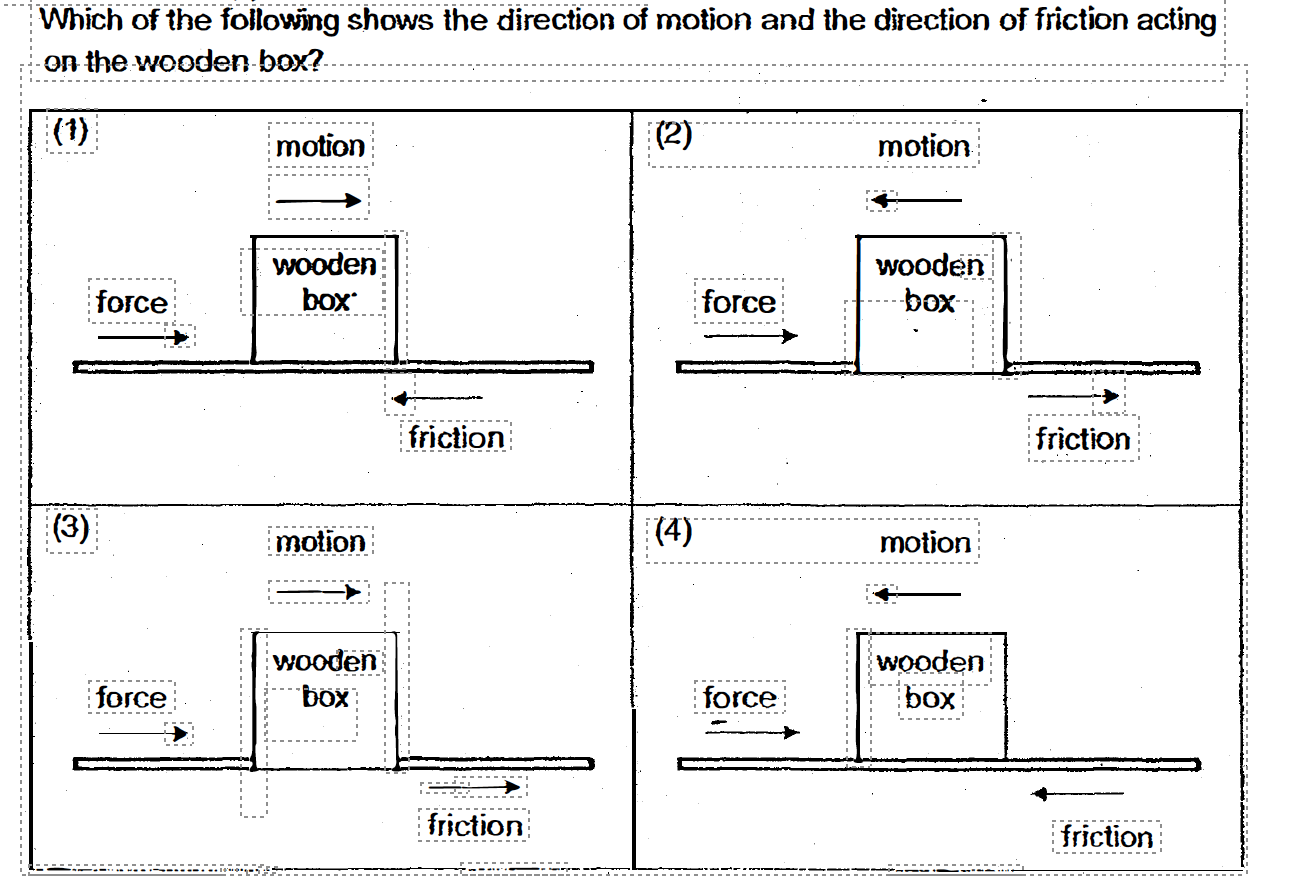 Which of the following shows the direction of motion and the direction of friction acting
on the wooden box?
(1)
motion
wooden
box
force
friction
(2)
motion
wooden
box
force
friction
(3)
motion
wooden
box
force
friction
(4)
motion
wooden
box
force
friction